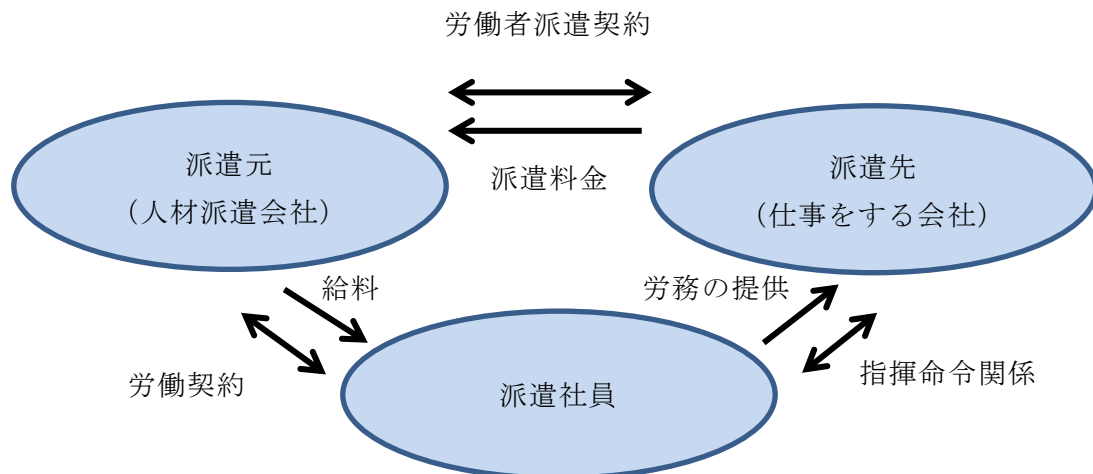 労働者派遣契約
派遣元
（人材派遣会社）
派遣料金
派遣先
（仕事をする会社）
給料
労務の提供
労働契約
派遣社員
指揮命令関係